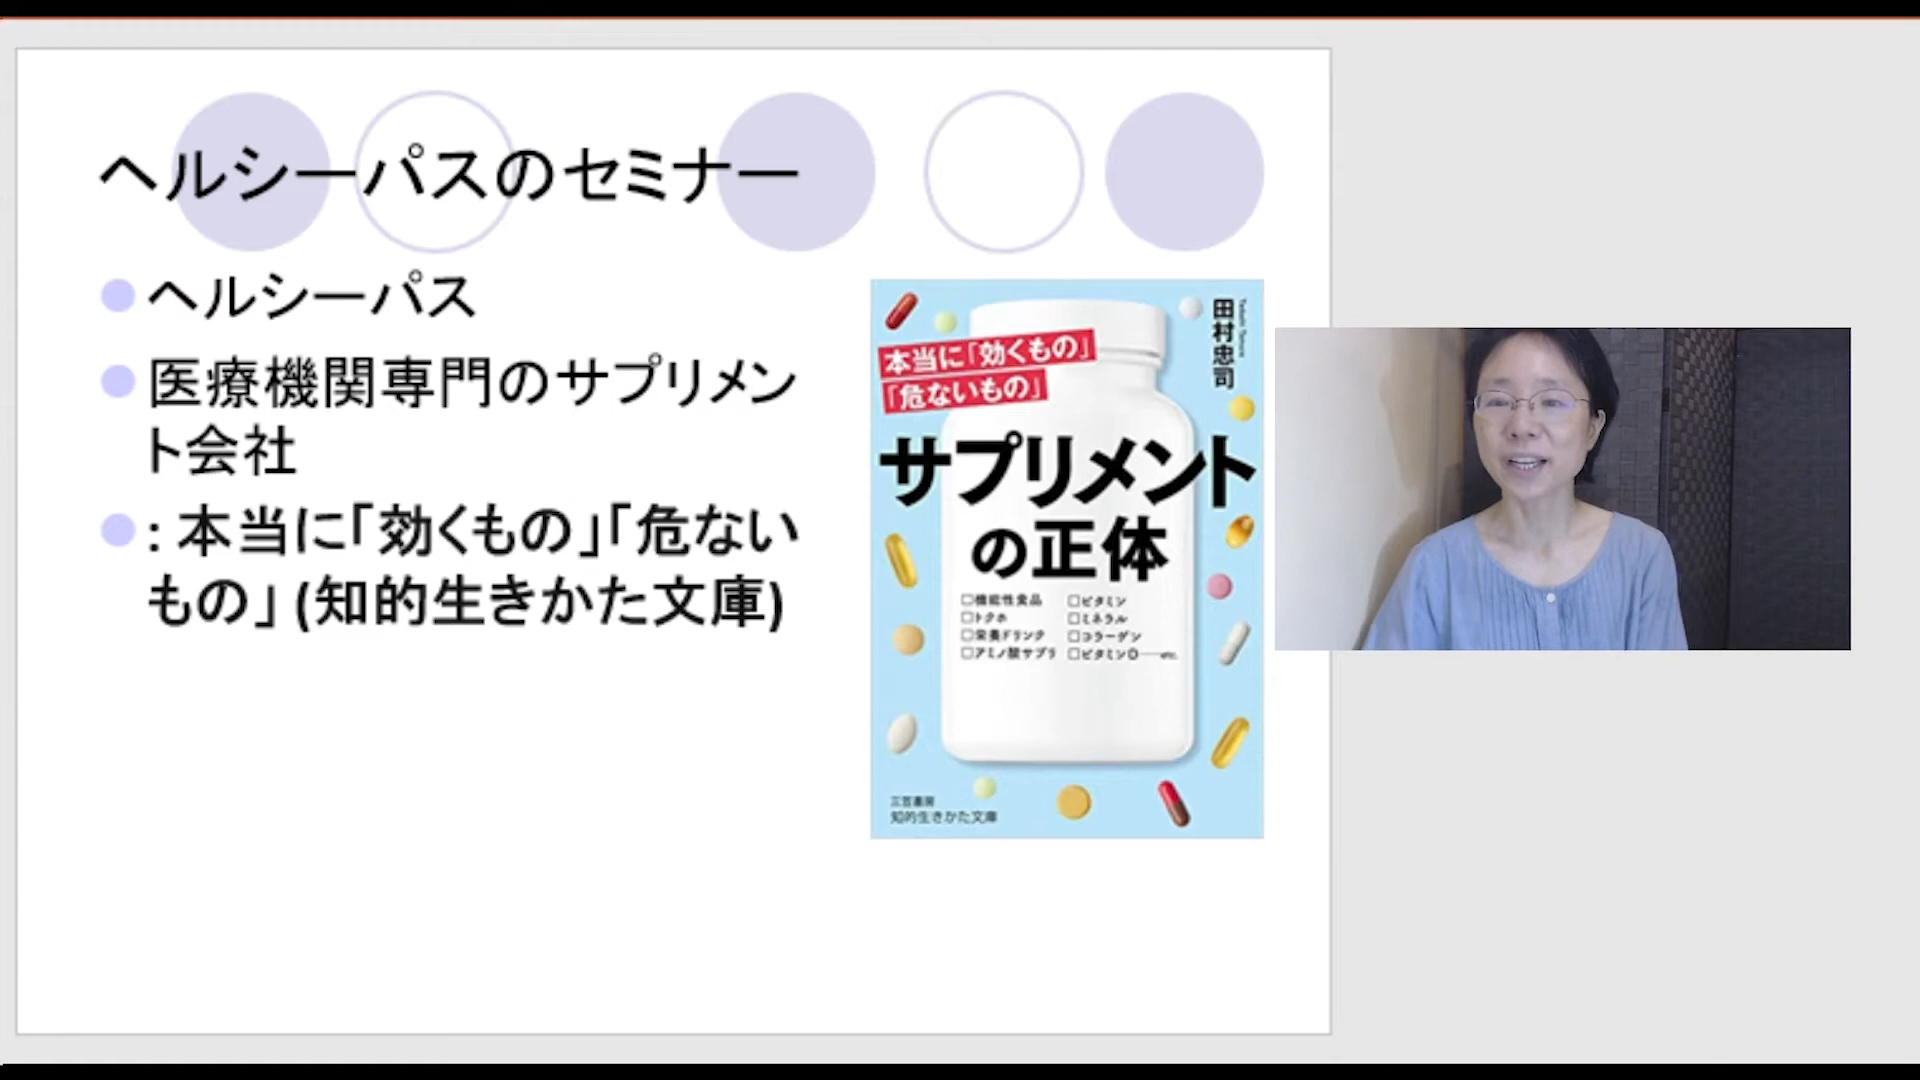 ヘルシーパスのセミナー
ヘルシーパス
医療機関専門のサプリメン
ト会社
: 本当に「効くもの」「危ない
もの」 (知的生きかた文庫)
田村忠司
本当に「効くもの」
「危ないもの」
サプリメント
の正体
□機能性食品 □ビタミン
□トクホ □ミネラル
□栄養ドリンク □コラーゲン
□アミノ酸サプリ □ビタミンD──etc.
三笠書房
知的生きかた文庫